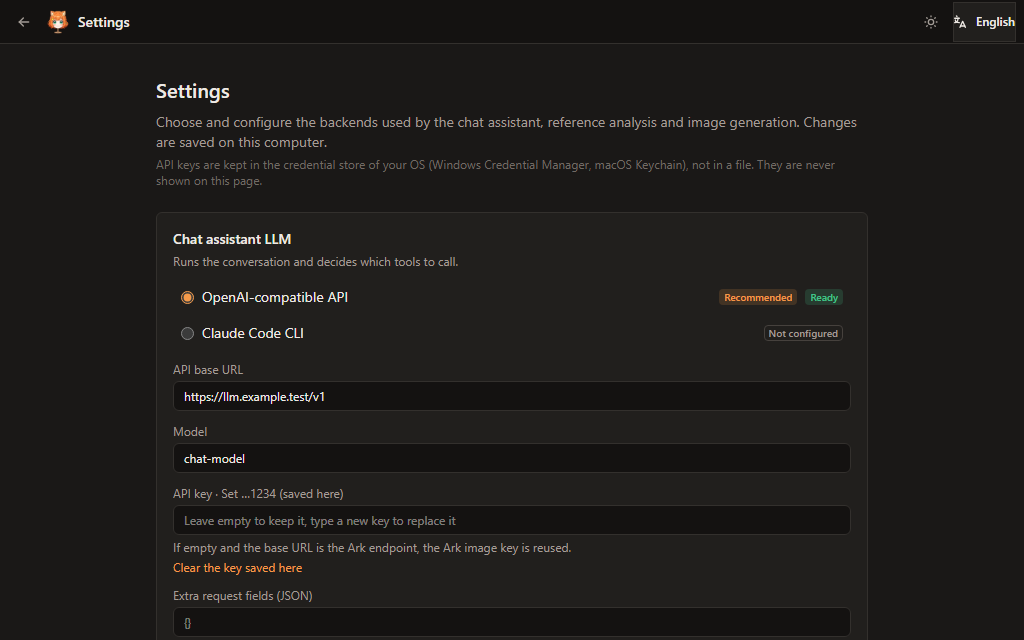 Settings
English
Settings
Choose and configure the backends used by the chat assistant, reference analysis and image generation. Changes
are saved on this computer.
API keys are kept in the credential store of your OS (Windows Credential Manager, macOS Keychain), not in a file. They are never
shown on this page.
Chat assistant LLM
Runs the conversation and decides which tools to call.
OpenAI-compatible API Recommended Ready
Claude Code CLI Not configured
API base URL
https://llm.example.test/v1
Model
chat-model
API key · Set …1234 (saved here)
Leave empty to keep it, type a new key to replace it
If empty and the base URL is the Ark endpoint, the Ark image key is reused.
Clear the key saved here
Extra request fields (JSON)
{}